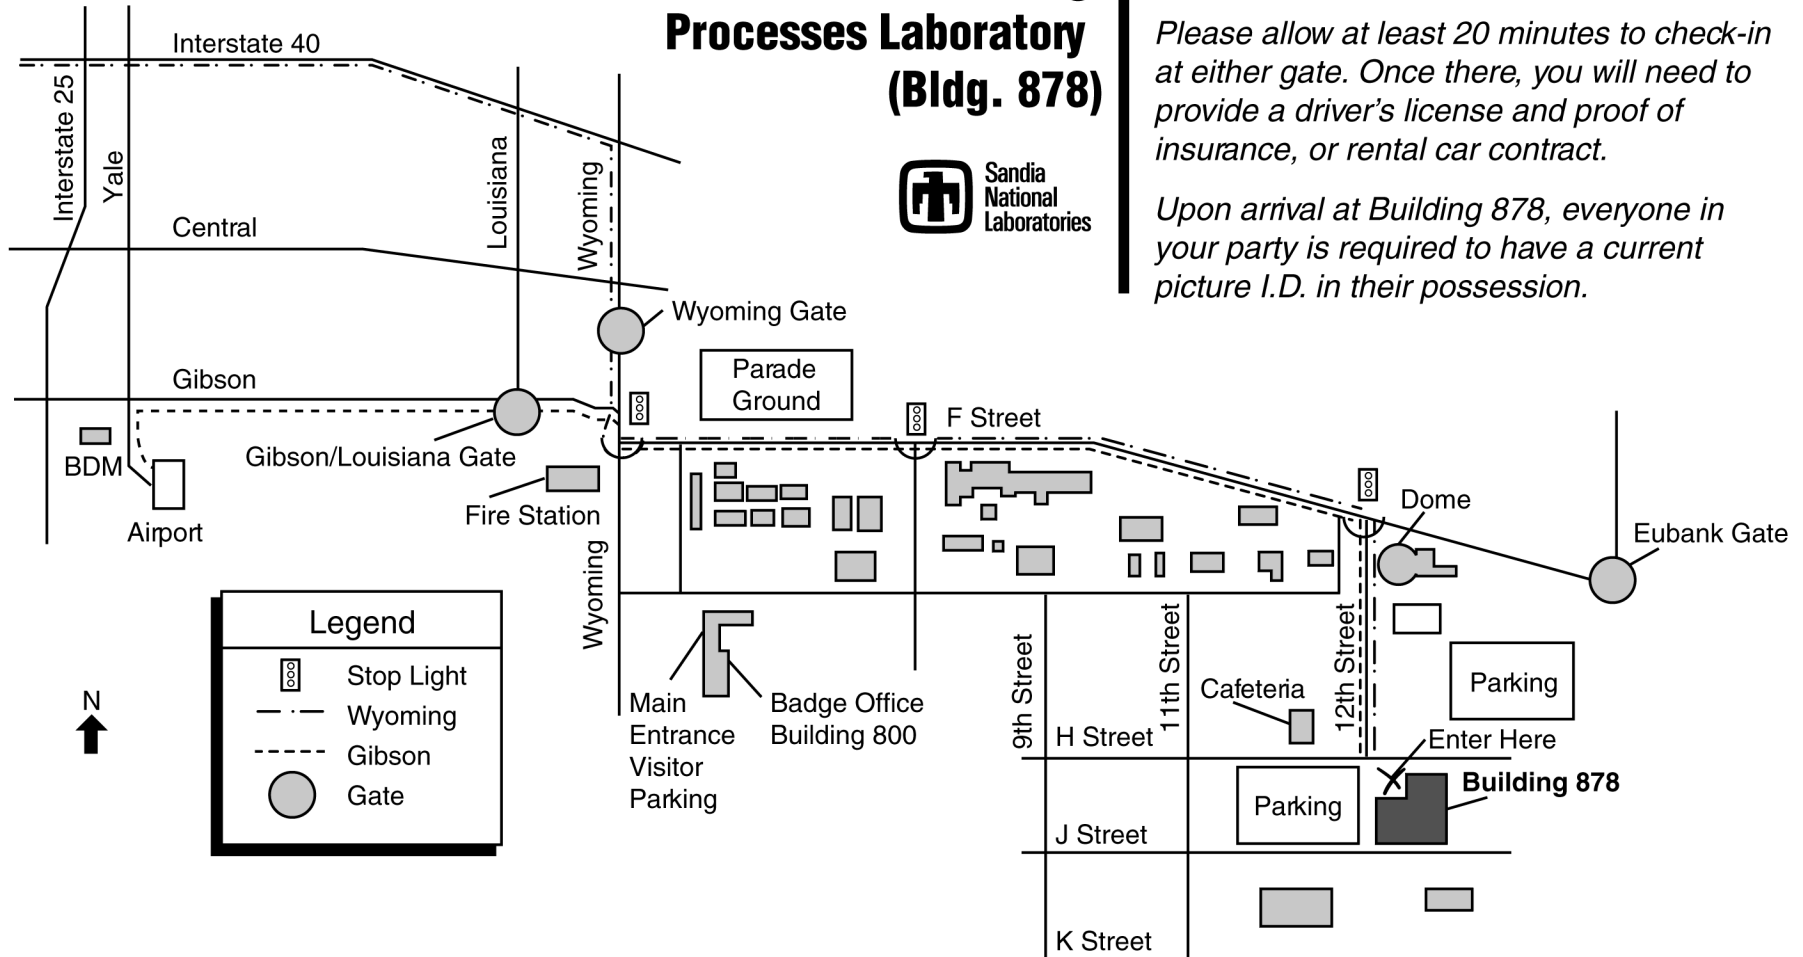 Processes Laboratory
(Bldg. 878)
Please allow at least 20 minutes to check-in
at either gate. Once there, you will need to
provide a driver's license and proof of
insurance, or rental car contract.
Upon arrival at Building 878, everyone in
your party is required to have a current
picture I.D. in their possession.
Sandia
National
Laboratories
Interstate 40
Interstate 25
Yale
Louisiana
Wyoming
Central
Wyoming Gate
Gibson
Parade
Ground
F Street
BDM
Gibson/Louisiana Gate
Airport
Fire Station
Dome
Eubank Gate
Wyoming
Legend
Stop Light
Wyoming
Gibson
Gate
N
Main
Entrance
Visitor
Parking
Badge Office
Building 800
9th Street
11th Street
12th Street
Cafeteria
Parking
H Street
Enter Here
Building 878
Parking
J Street
K Street